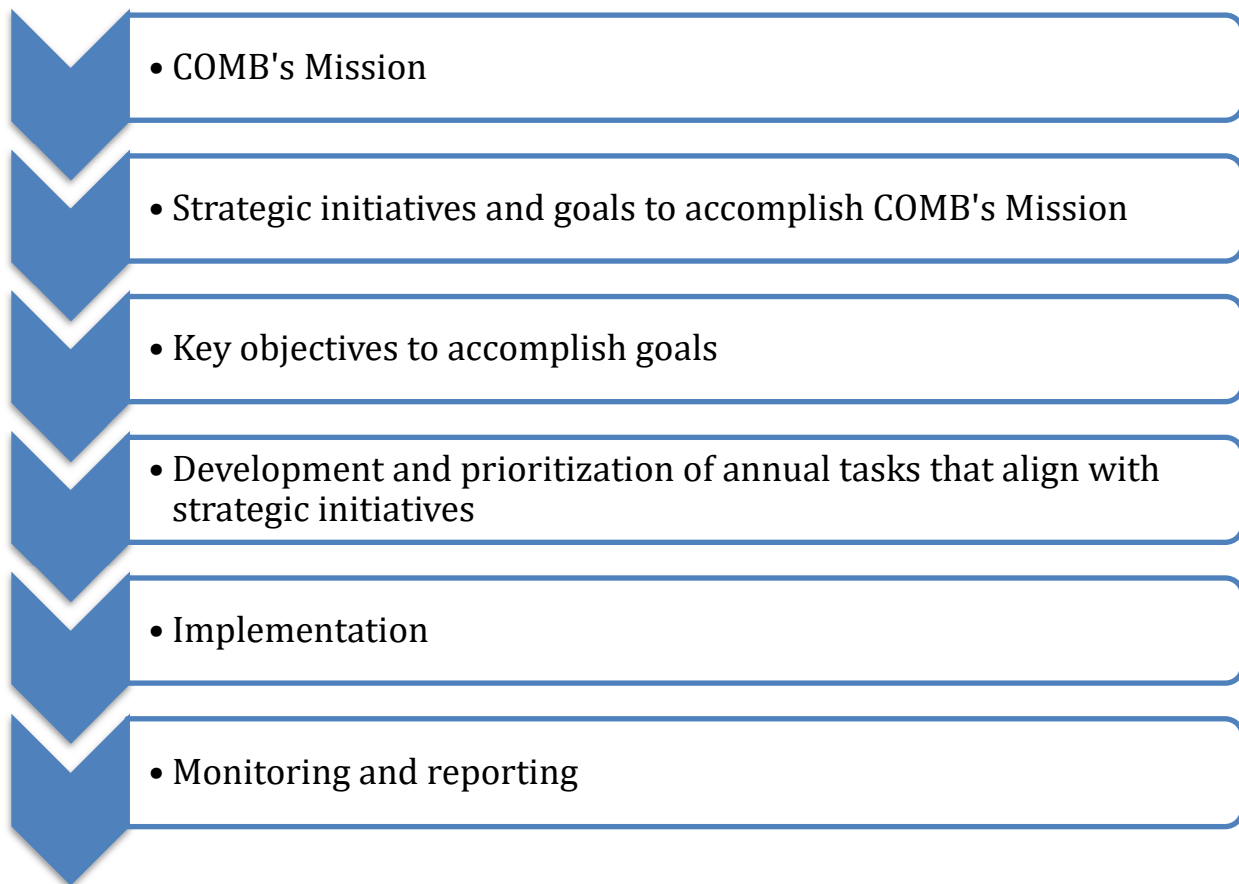 • COMB's Mission
• Strategic initiatives and goals to accomplish COMB's Mission
• Key objectives to accomplish goals
• Development and prioritization of annual tasks that align with
strategic initiatives
• Implementation
• Monitoring and reporting